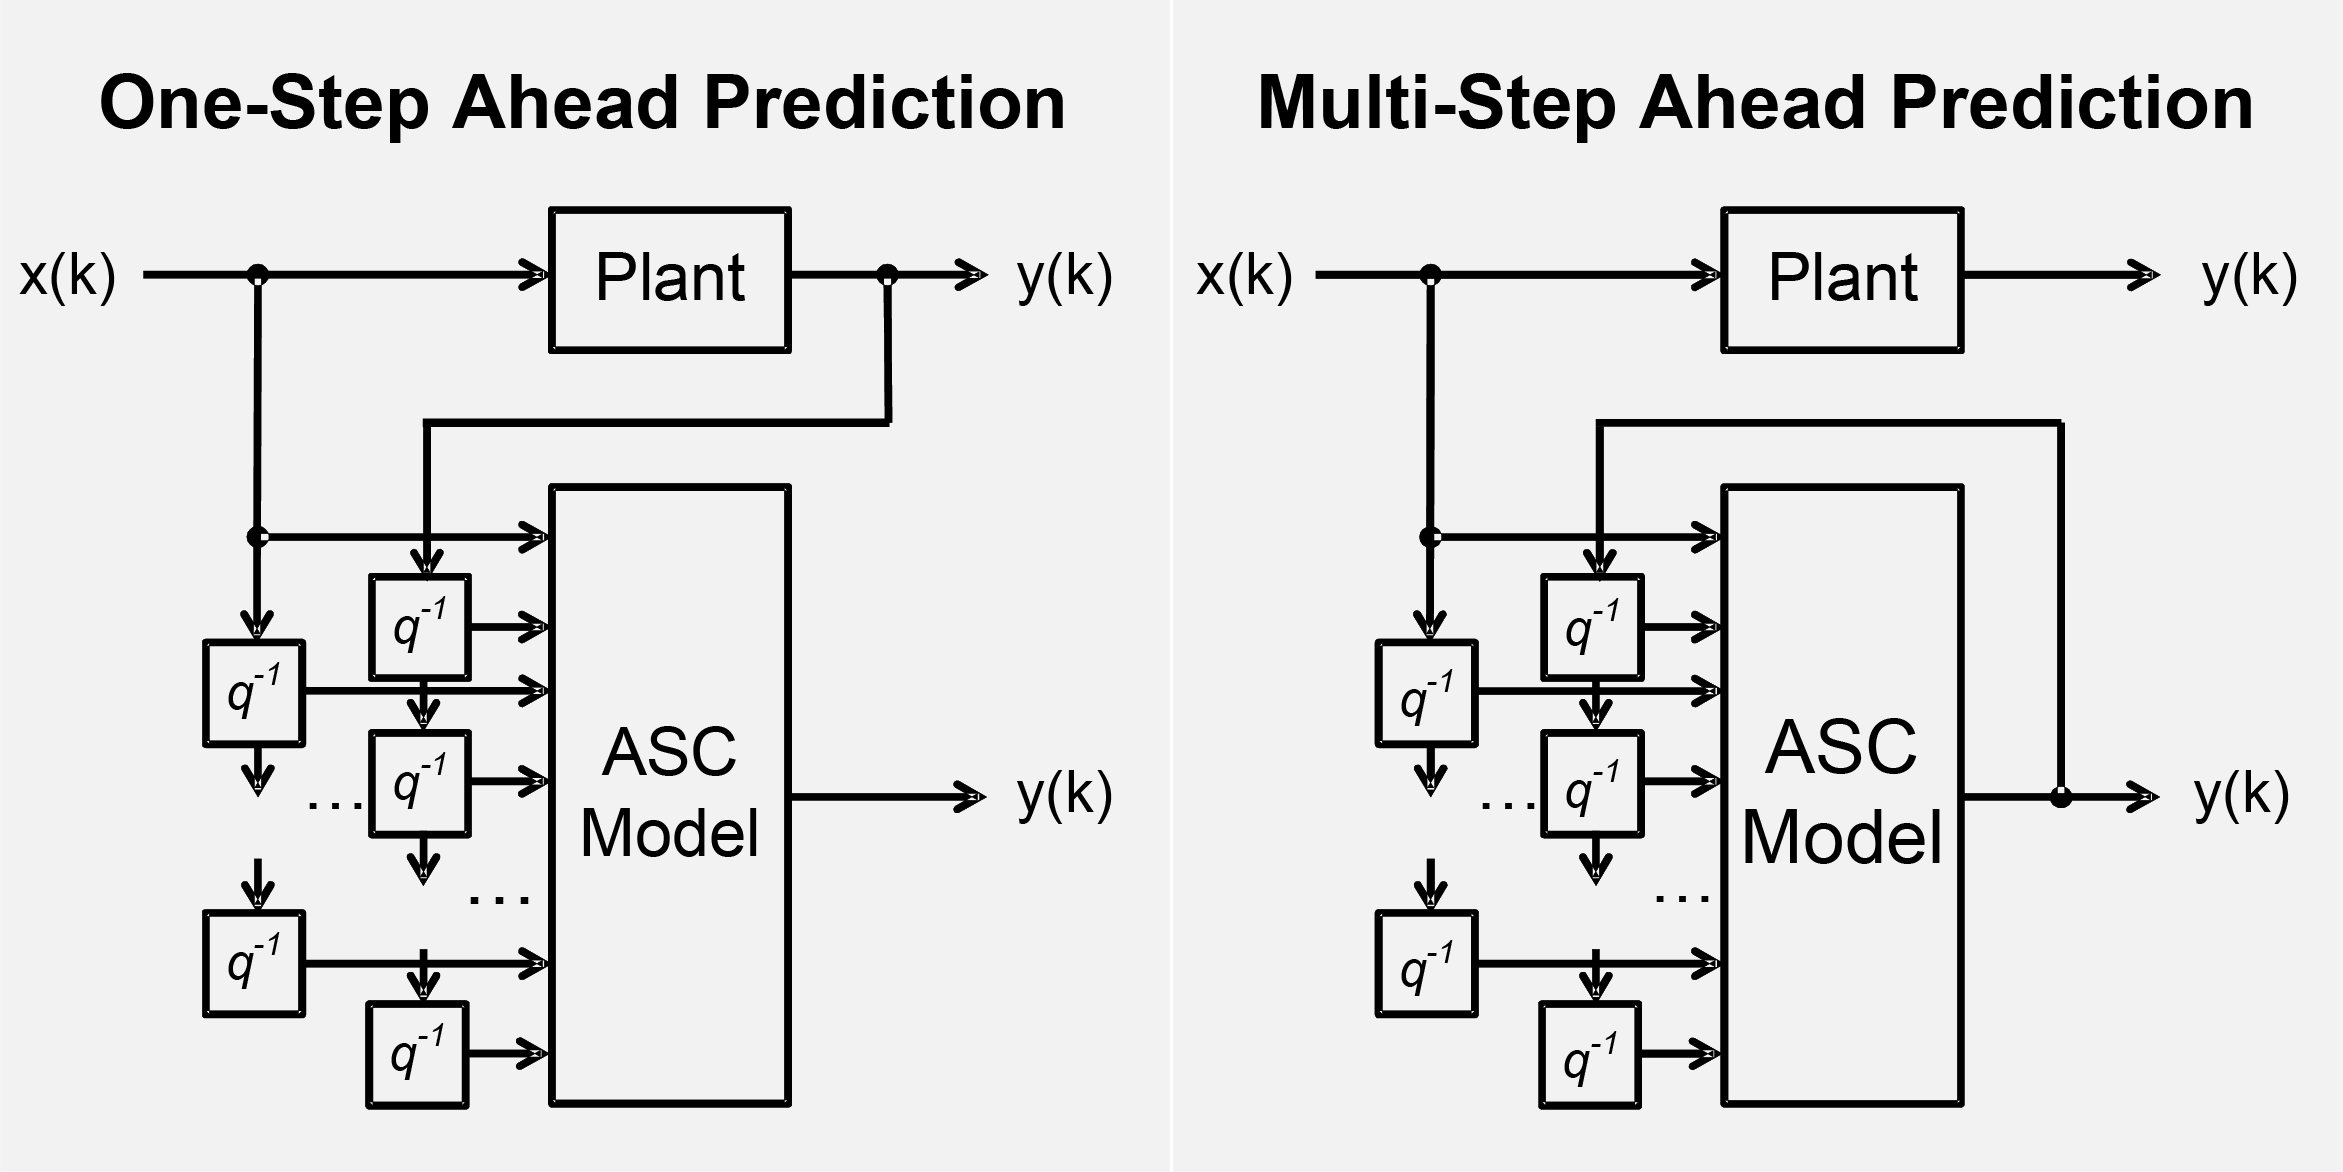 One-Step Ahead Prediction
x(k)
Plant
y(k)
q⁻¹
q⁻¹
q⁻¹
...
ASC
Model
y(k)
...
q⁻¹
q⁻¹
Multi-Step Ahead Prediction
x(k)
Plant
y(k)
q⁻¹
q⁻¹
q⁻¹
...
ASC
Model
y(k)
...
q⁻¹
q⁻¹